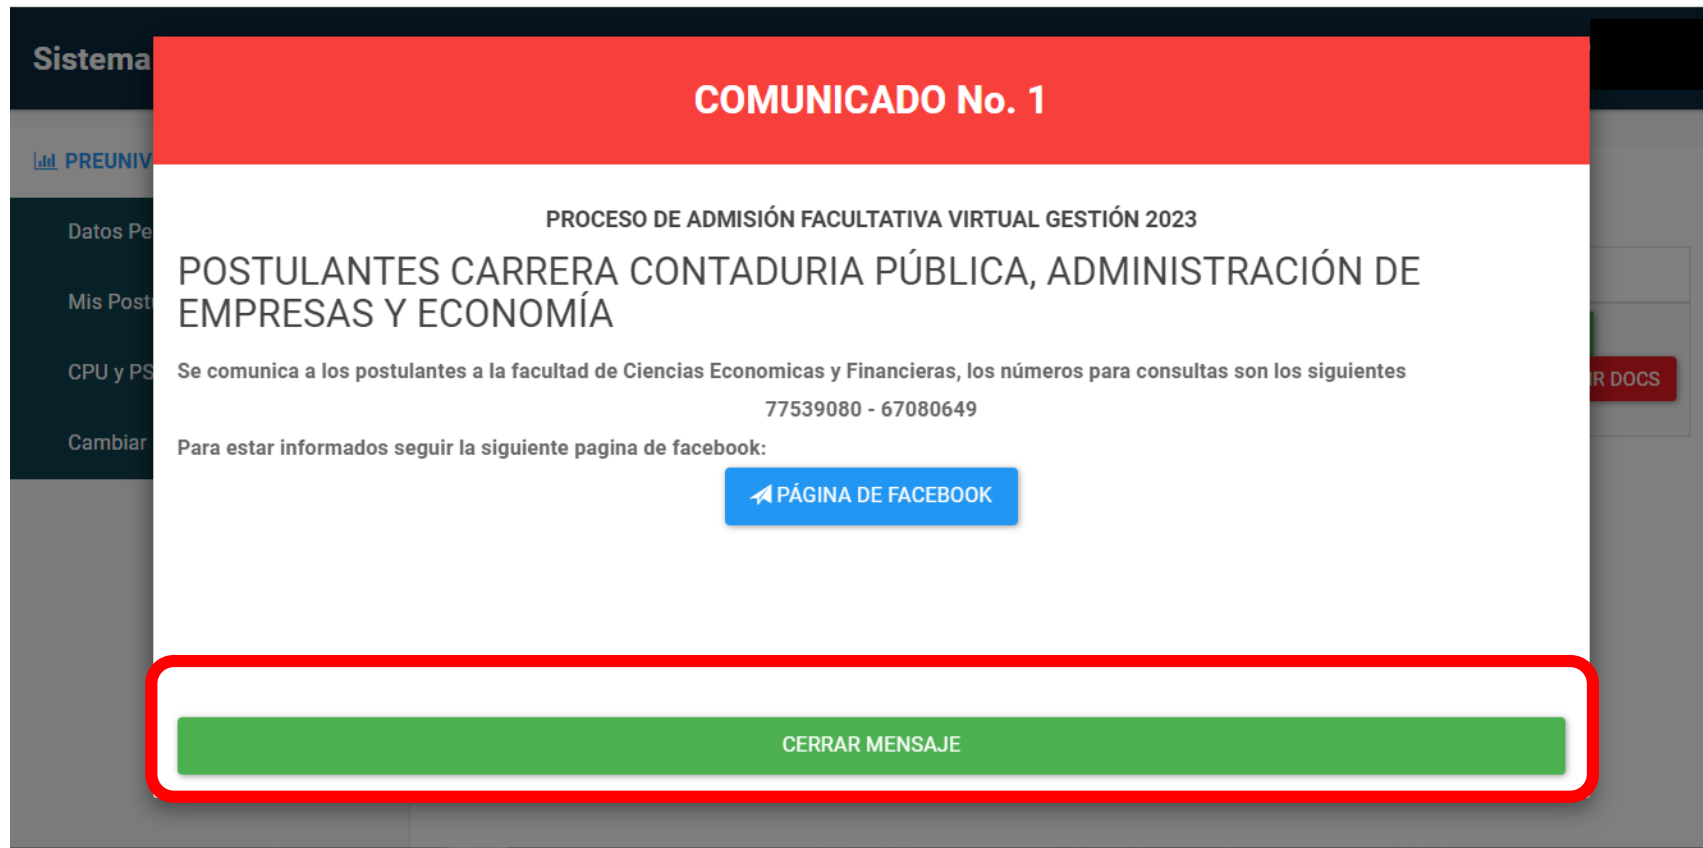 Sistema
COMUNICADO No. 1
PREUNIV
Datos Pe
Mis Post
CPU y PS
Cambiar
PROCESO DE ADMISIÓN FACULTATIVA VIRTUAL GESTIÓN 2023
POSTULANTES CARRERA CONTADURIA PÚBLICA, ADMINISTRACIÓN DE
EMPRESAS Y ECONOMÍA
Se comunica a los postulantes a la facultad de Ciencias Economicas y Financieras, los números para consultas son los siguientes
77539080 - 67080649
Para estar informados seguir la siguiente pagina de facebook:
PÁGINA DE FACEBOOK
IR DOCS
CERRAR MENSAJE